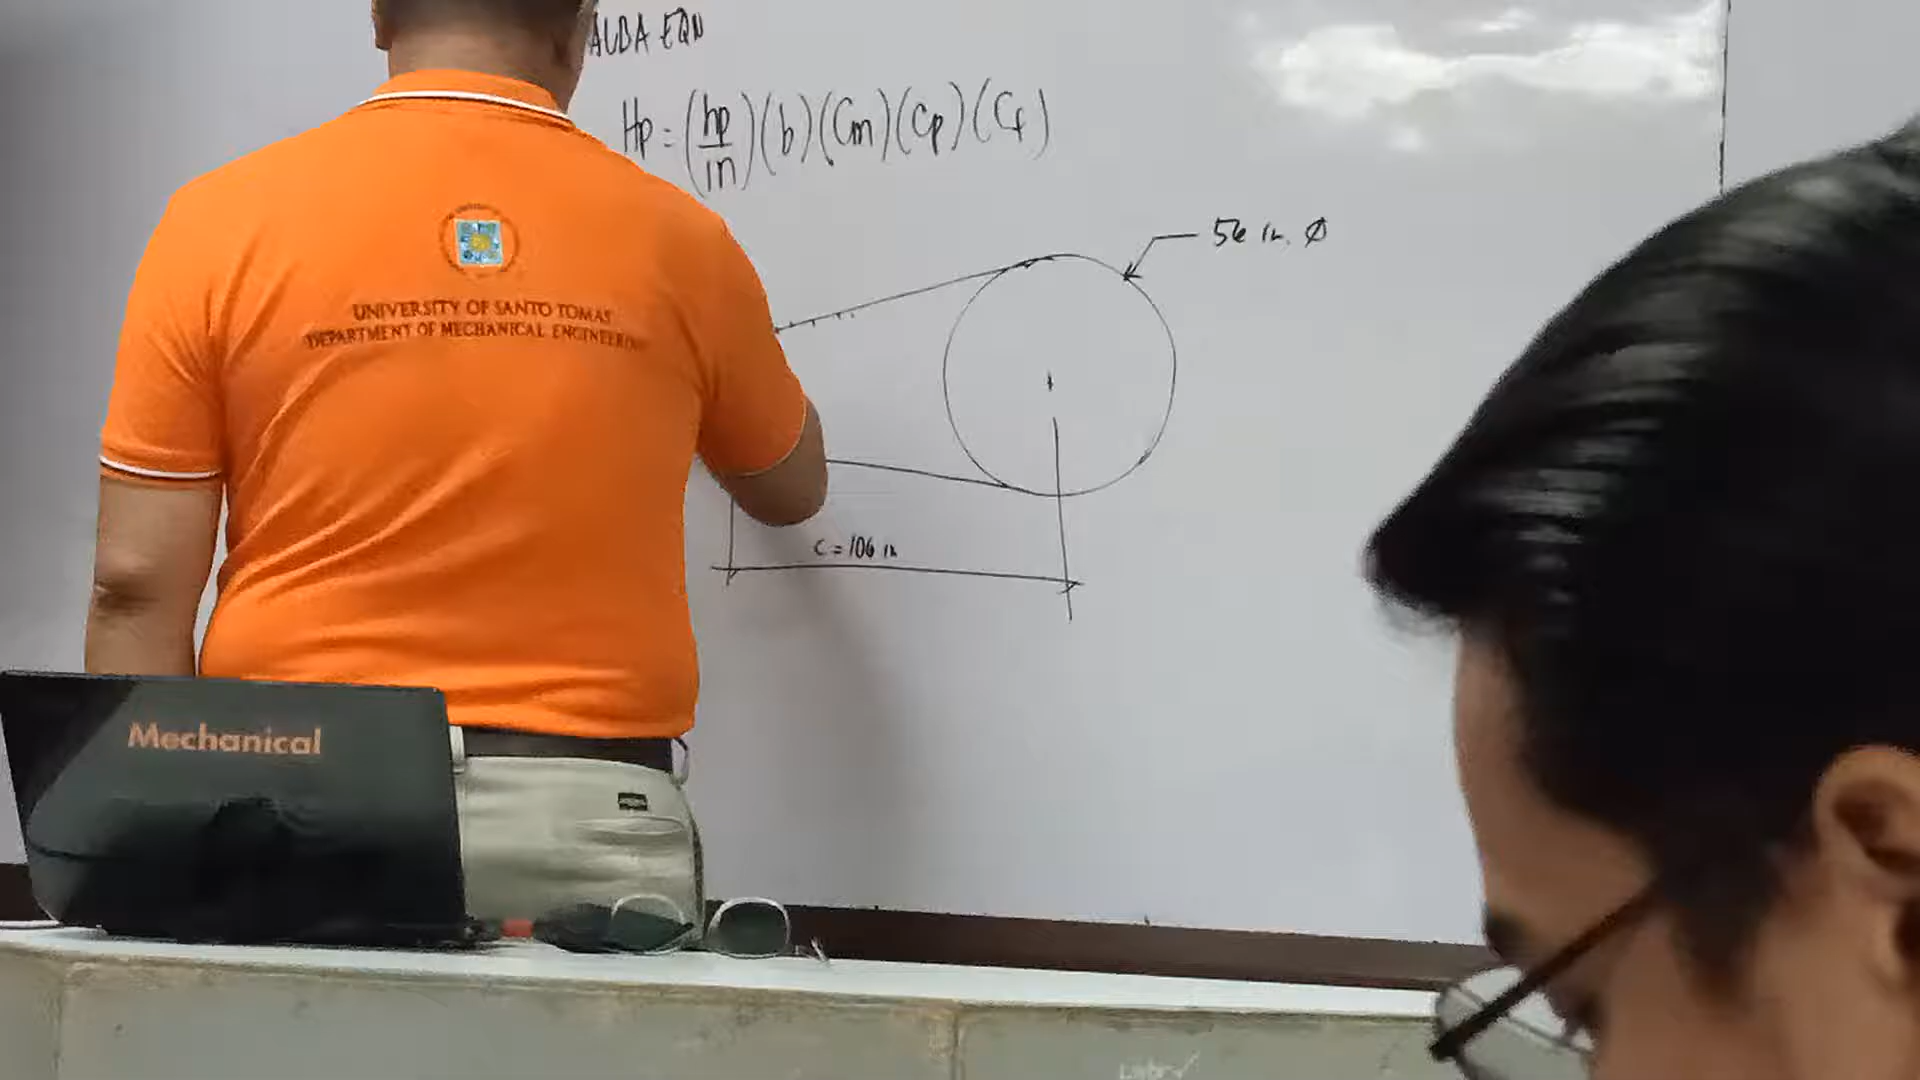 ALBA EQN
Hp = (hp/in)(b)(Cm)(Cp)(Cf)
56 in. Ø
UNIVERSITY OF SANTO TOMAS
DEPARTMENT OF MECHANICAL ENGINEERING
C = 106 in
Mechanical